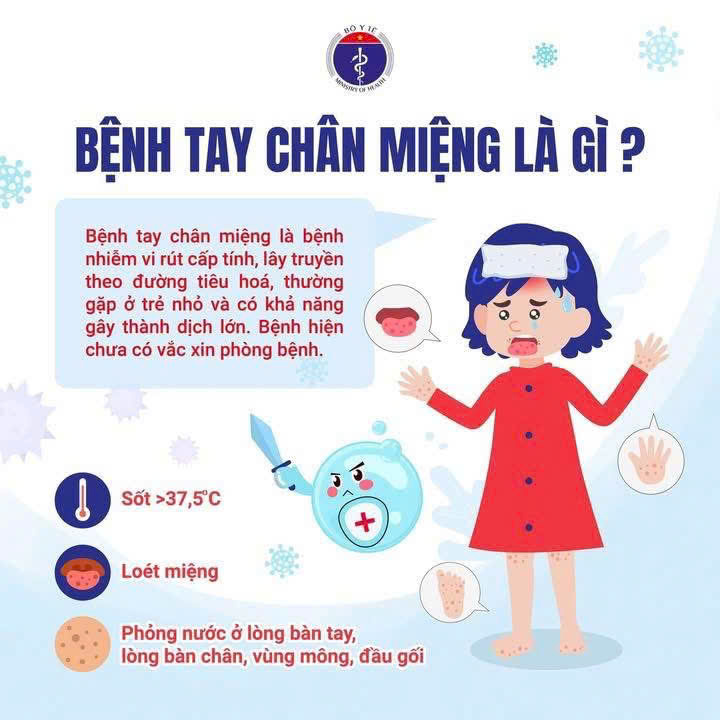 BỘ Y TẾ
MINISTRY OF HEALTH
BỆNH TAY CHÂN MIỆNG LÀ GÌ ?
Bệnh tay chân miệng là bệnh
nhiễm vi rút cấp tính, lây truyền
theo đường tiêu hoá, thường
gặp ở trẻ nhỏ và có khả năng
gây thành dịch lớn. Bệnh hiện
chưa có vắc xin phòng bệnh.
Sốt >37,5°C
Loét miệng
Phỏng nước ở lòng bàn tay,
lòng bàn chân, vùng mông, đầu gối